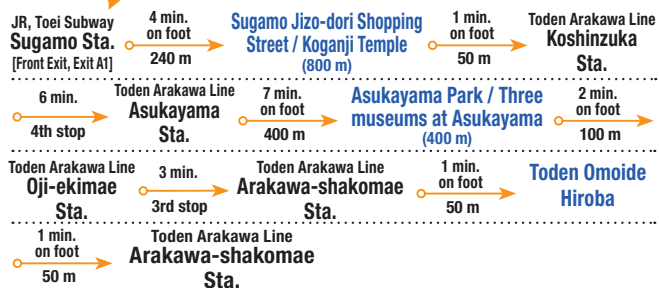 JR, Toei Subway
Sugamo Sta.
[Front Exit, Exit A1]
4 min.
on foot
240 m
Sugamo Jizo-dori Shopping
Street / Koganji Temple
(800 m)
1 min.
on foot
50 m
Toden Arakawa Line
Koshinzuka
Sta.
6 min.
4th stop
Toden Arakawa Line
Asukayama
Sta.
7 min.
on foot
400 m
Asukayama Park / Three
museums at Asukayama
(400 m)
2 min.
on foot
100 m
Toden Arakawa Line
Oji-ekimae
Sta.
3 min.
3rd stop
Toden Arakawa Line
Arakawa-shakomae
Sta.
1 min.
on foot
50 m
Toden Omoide
Hiroba
1 min.
on foot
50 m
Toden Arakawa Line
Arakawa-shakomae
Sta.